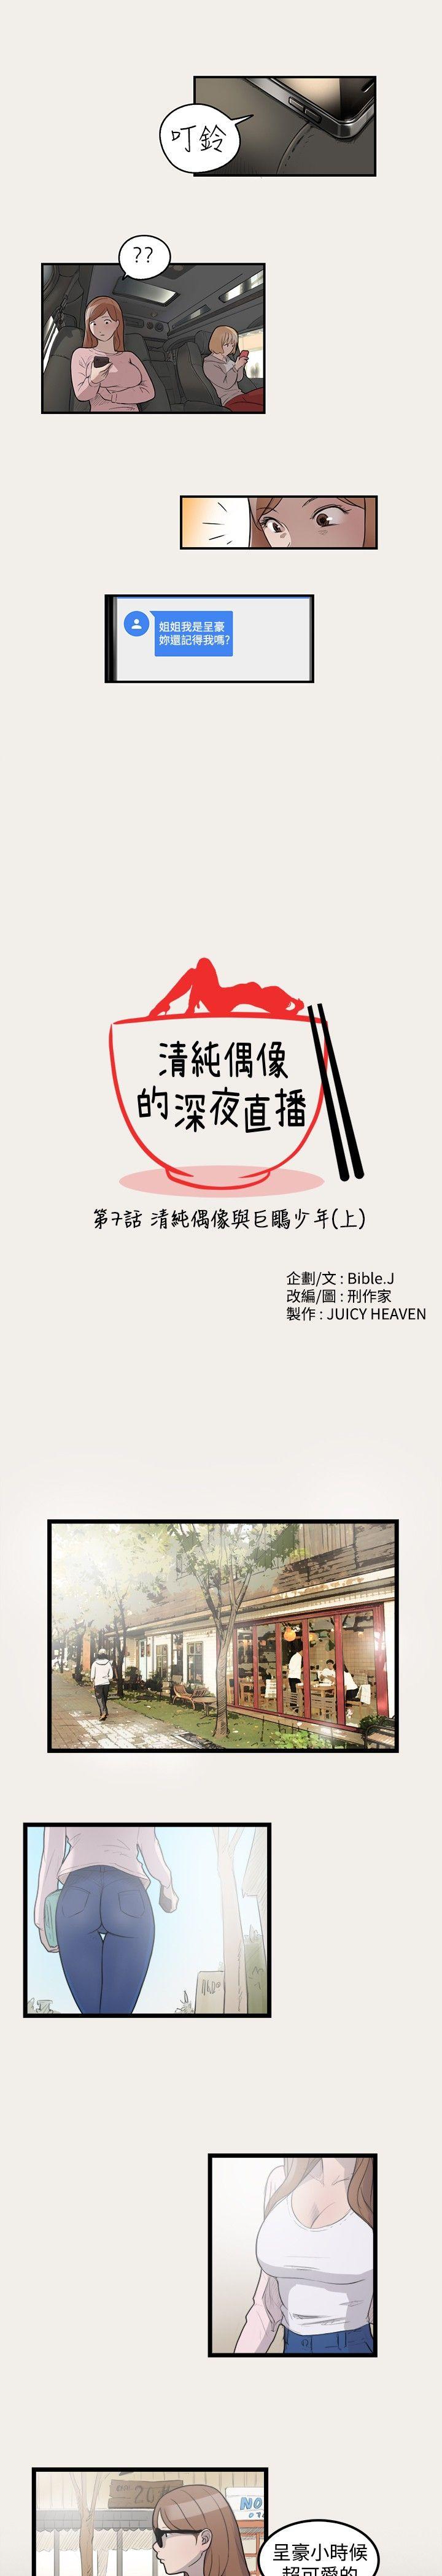 叮鈴
??
姐姐我是呈豪
妳還記得我嗎?
清純偶像
的深夜直播
第7話 清純偶像與巨鵰少年(上)
企劃/文 : Bible.J
改編/圖 : 刑作家
製作 : JUICY HEAVEN
NO
呈豪小時候
超可愛的